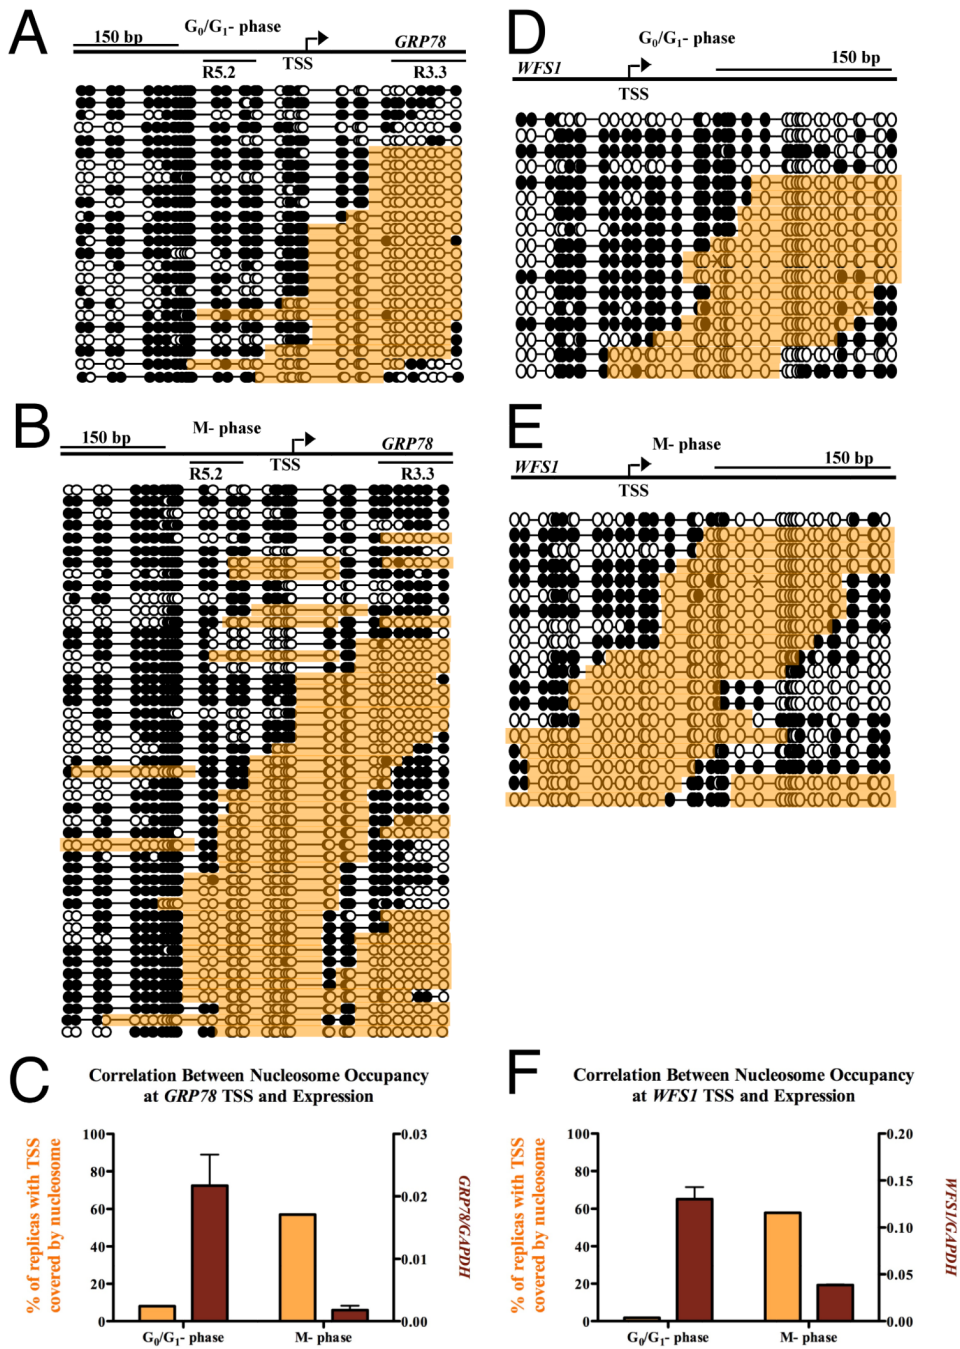 A
G0/G1- phase
150 bp
GRP78
R5.2
TSS
R3.3
D
G0/G1- phase
150 bp
WFS1
TSS
B
M- phase
150 bp
GRP78
R5.2
TSS
R3.3
E
M- phase
150 bp
WFS1
TSS
C
Correlation Between Nucleosome Occupancy
at GRP78 TSS and Expression
% of replicas with TSS
covered by nucleosome
100
80
60
40
20
0
0.03
0.02
0.01
0.00
GRP78/GAPDH
G0/G1- phase
M- phase
F
Correlation Between Nucleosome Occupancy
at WFS1 TSS and Expression
% of replicas with TSS
covered by nucleosome
100
80
60
40
20
0
0.20
0.15
0.10
0.05
0.00
WFS1/GAPDH
G0/G1- phase
M- phase